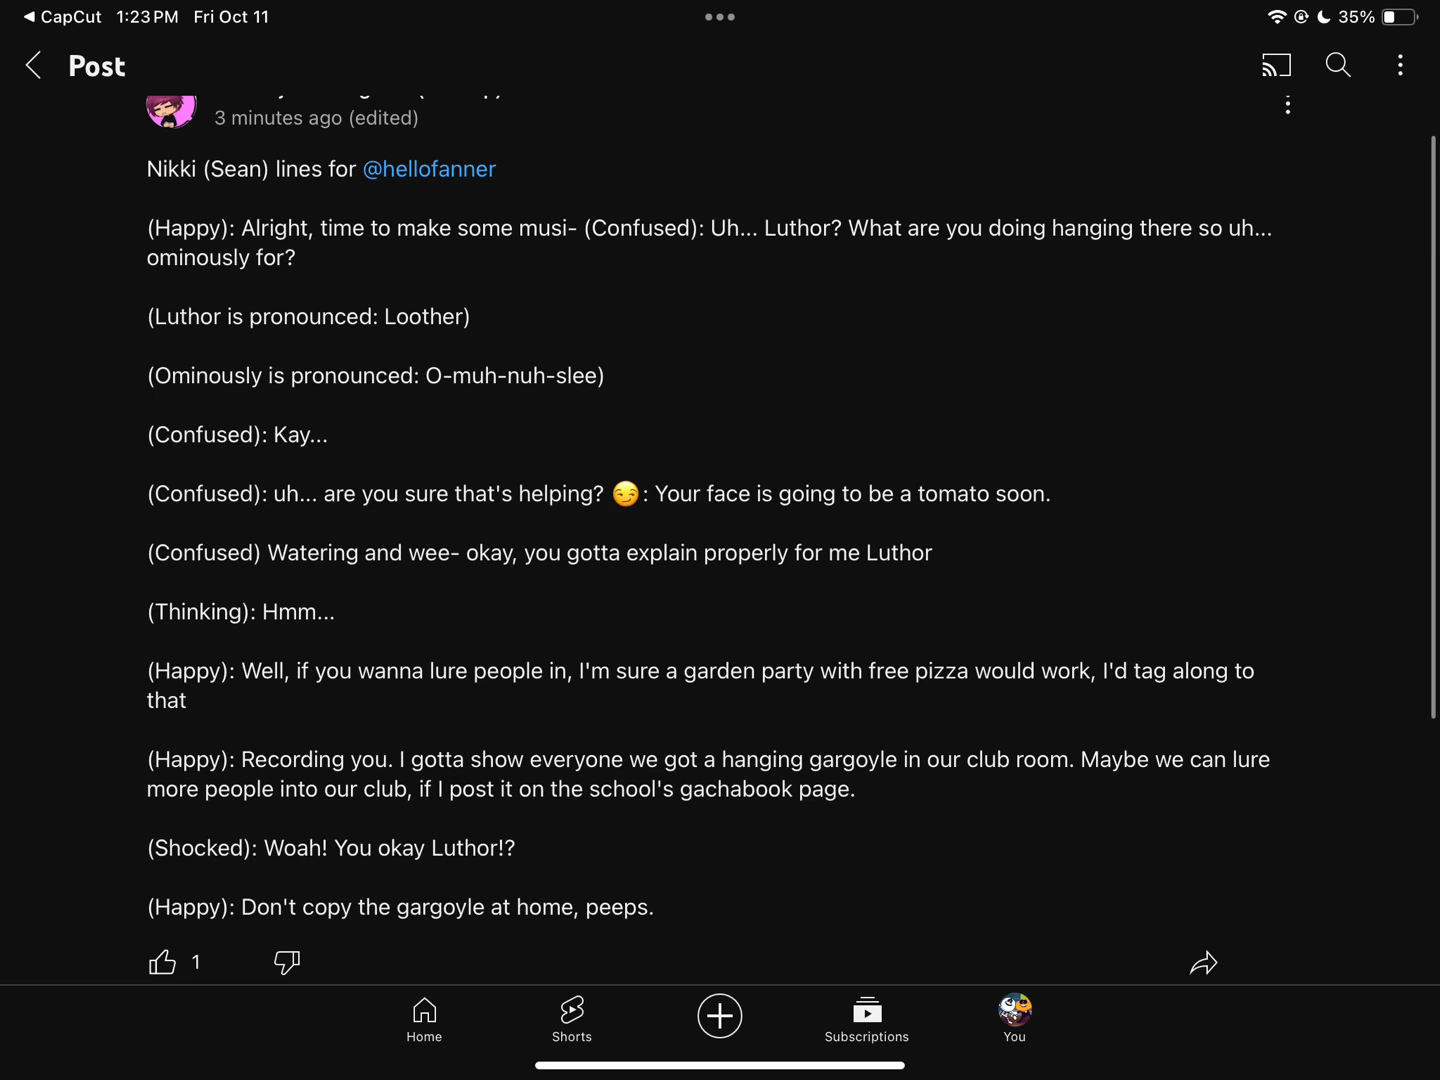 CapCut 1:23 PM Fri Oct 11
35%
Post
3 minutes ago (edited)
Nikki (Sean) lines for @hellofanner
(Happy): Alright, time to make some musi- (Confused): Uh... Luthor? What are you doing hanging there so uh...
ominously for?
(Luthor is pronounced: Loother)
(Ominously is pronounced: O-muh-nuh-slee)
(Confused): Kay...
(Confused): uh... are you sure that's helping? 😏: Your face is going to be a tomato soon.
(Confused) Watering and wee- okay, you gotta explain properly for me Luthor
(Thinking): Hmm...
(Happy): Well, if you wanna lure people in, I'm sure a garden party with free pizza would work, I'd tag along to
that
(Happy): Recording you. I gotta show everyone we got a hanging gargoyle in our club room. Maybe we can lure
more people into our club, if I post it on the school's gachabook page.
(Shocked): Woah! You okay Luthor!?
(Happy): Don't copy the gargoyle at home, peeps.
1
Home Shorts Subscriptions You